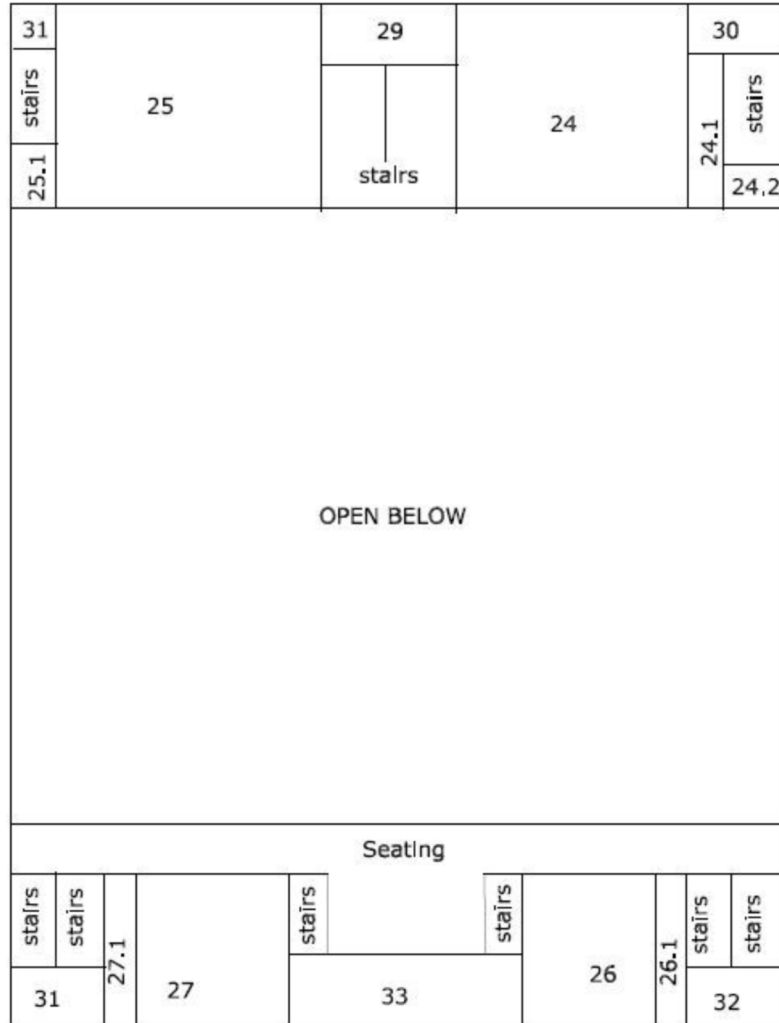 31
29
30
stairs
25
24
24.1
stairs
25.1
stairs
24.2
OPEN BELOW
Seating
stairs
stairs
27.1
stairs
stairs
26.1
stairs
stairs
31
27
33
26
32